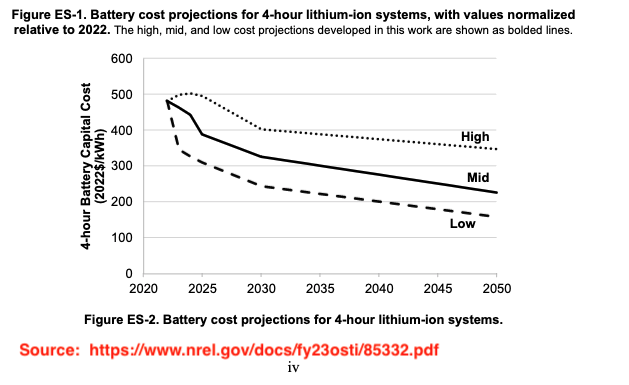 Figure ES-1. Battery cost projections for 4-hour lithium-ion systems, with values normalized
relative to 2022. The high, mid, and low cost projections developed in this work are shown as bolded lines.
4-hour Battery Capital Cost
(2022$/kWh)
600
500
400
300
200
100
0
High
Mid
Low
2020 2025 2030 2035 2040 2045 2050
Figure ES-2. Battery cost projections for 4-hour lithium-ion systems.
Source: https://www.nrel.gov/docs/fy23osti/85332.pdf
iv